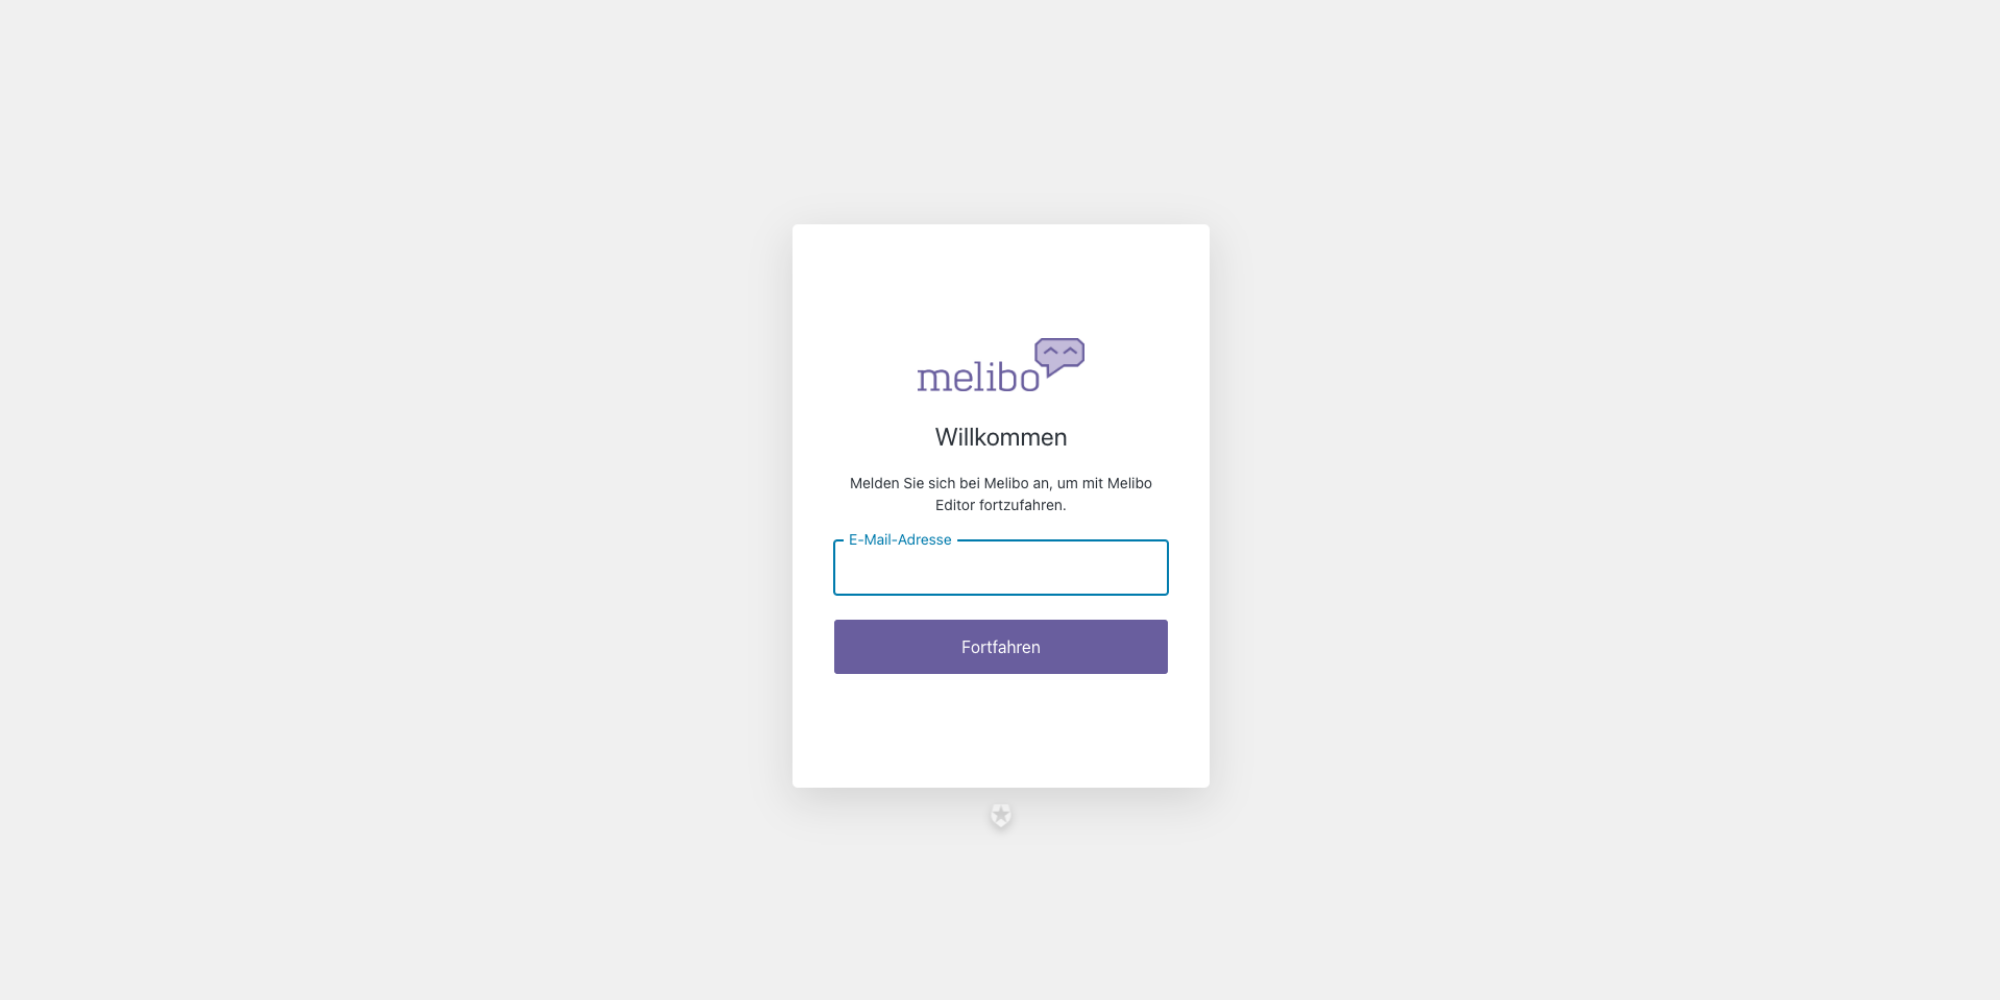 melibo
Willkommen
Melden Sie sich bei Melibo an, um mit Melibo
Editor fortzufahren.
E-Mail-Adresse
Fortfahren